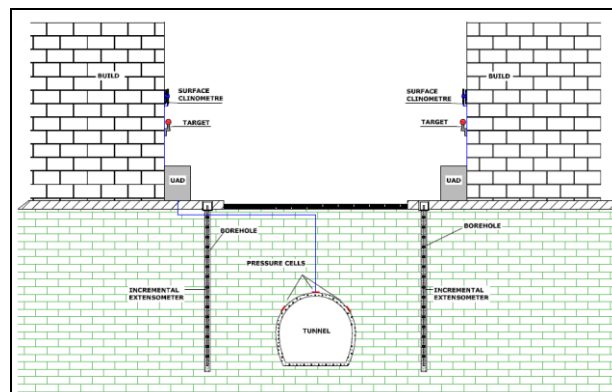 BUILD
BUILD
SURFACE
CLINOMETRE
SURFACE
CLINOMETRE
TARGET
TARGET
UAD
UAD
BOREHOLE
BOREHOLE
PRESSURE CELLS
INCREMENTAL
EXTENSOMETER
INCREMENTAL
EXTENSOMETER
TUNNEL